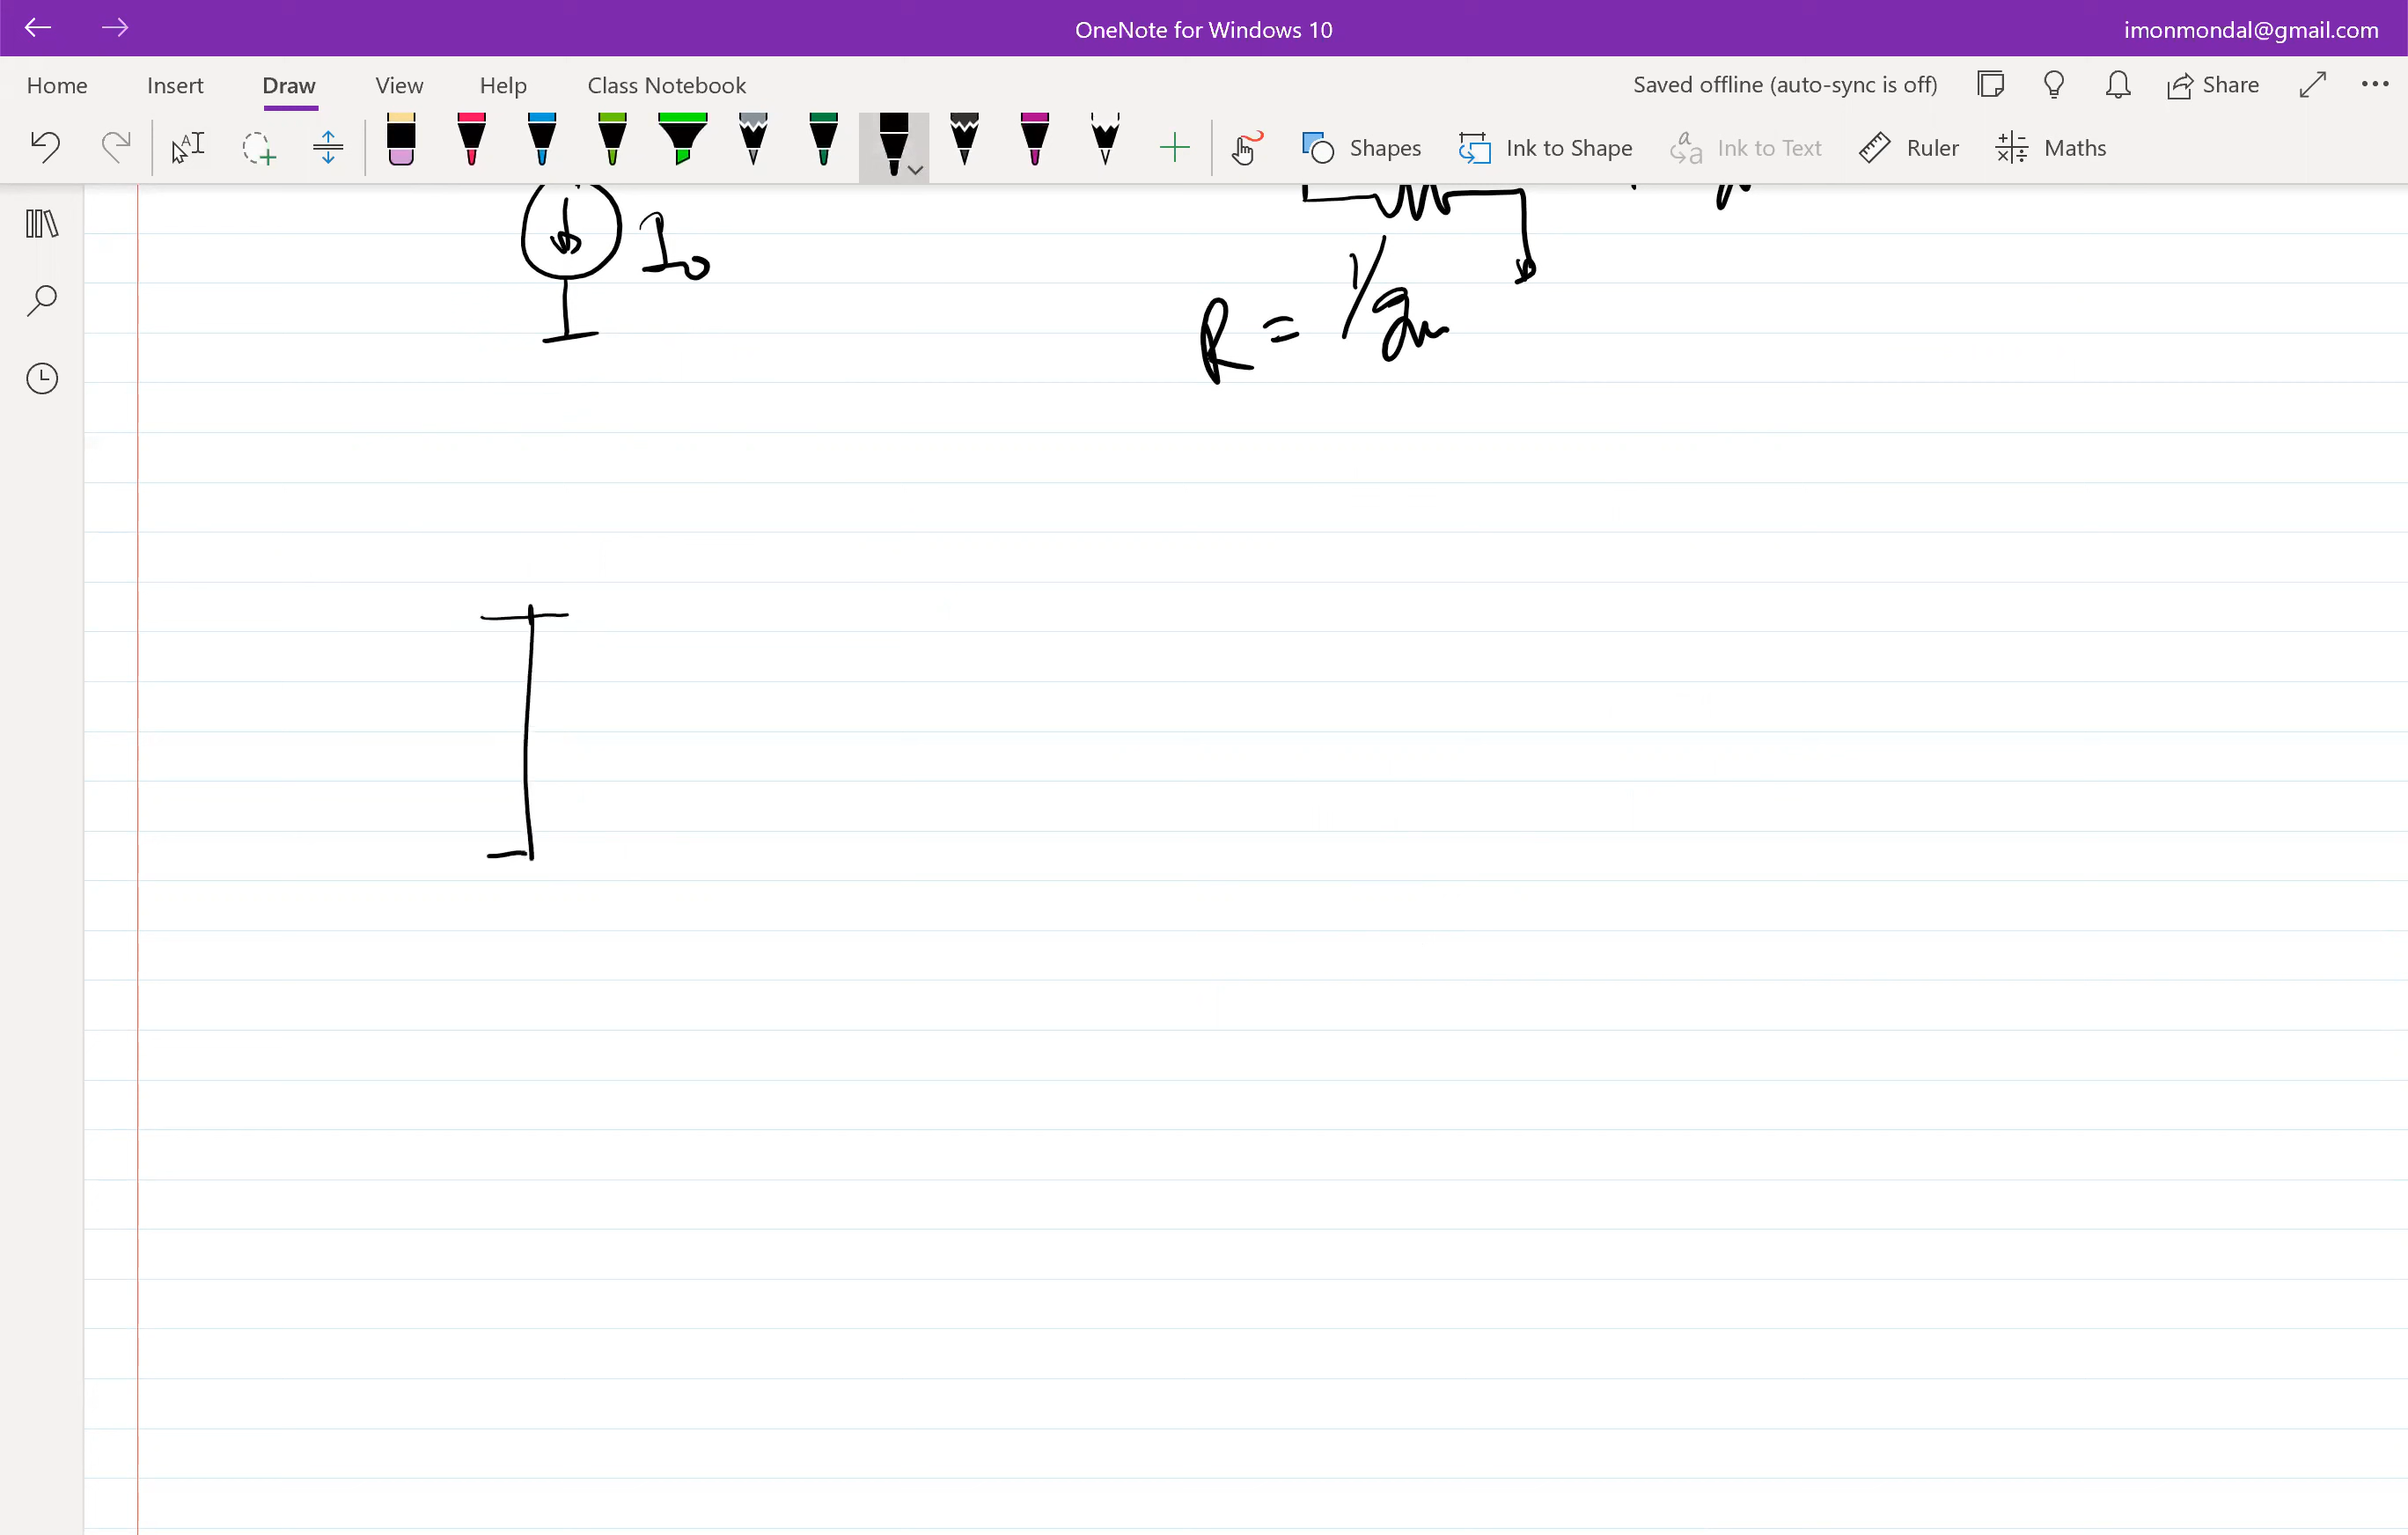 OneNote for Windows 10
imonmondal@gmail.com
Home Insert Draw View Help Class Notebook
Saved offline (auto-sync is off) Share
Shapes Ink to Shape Ink to Text Ruler Maths
I₀
R = 1/gm